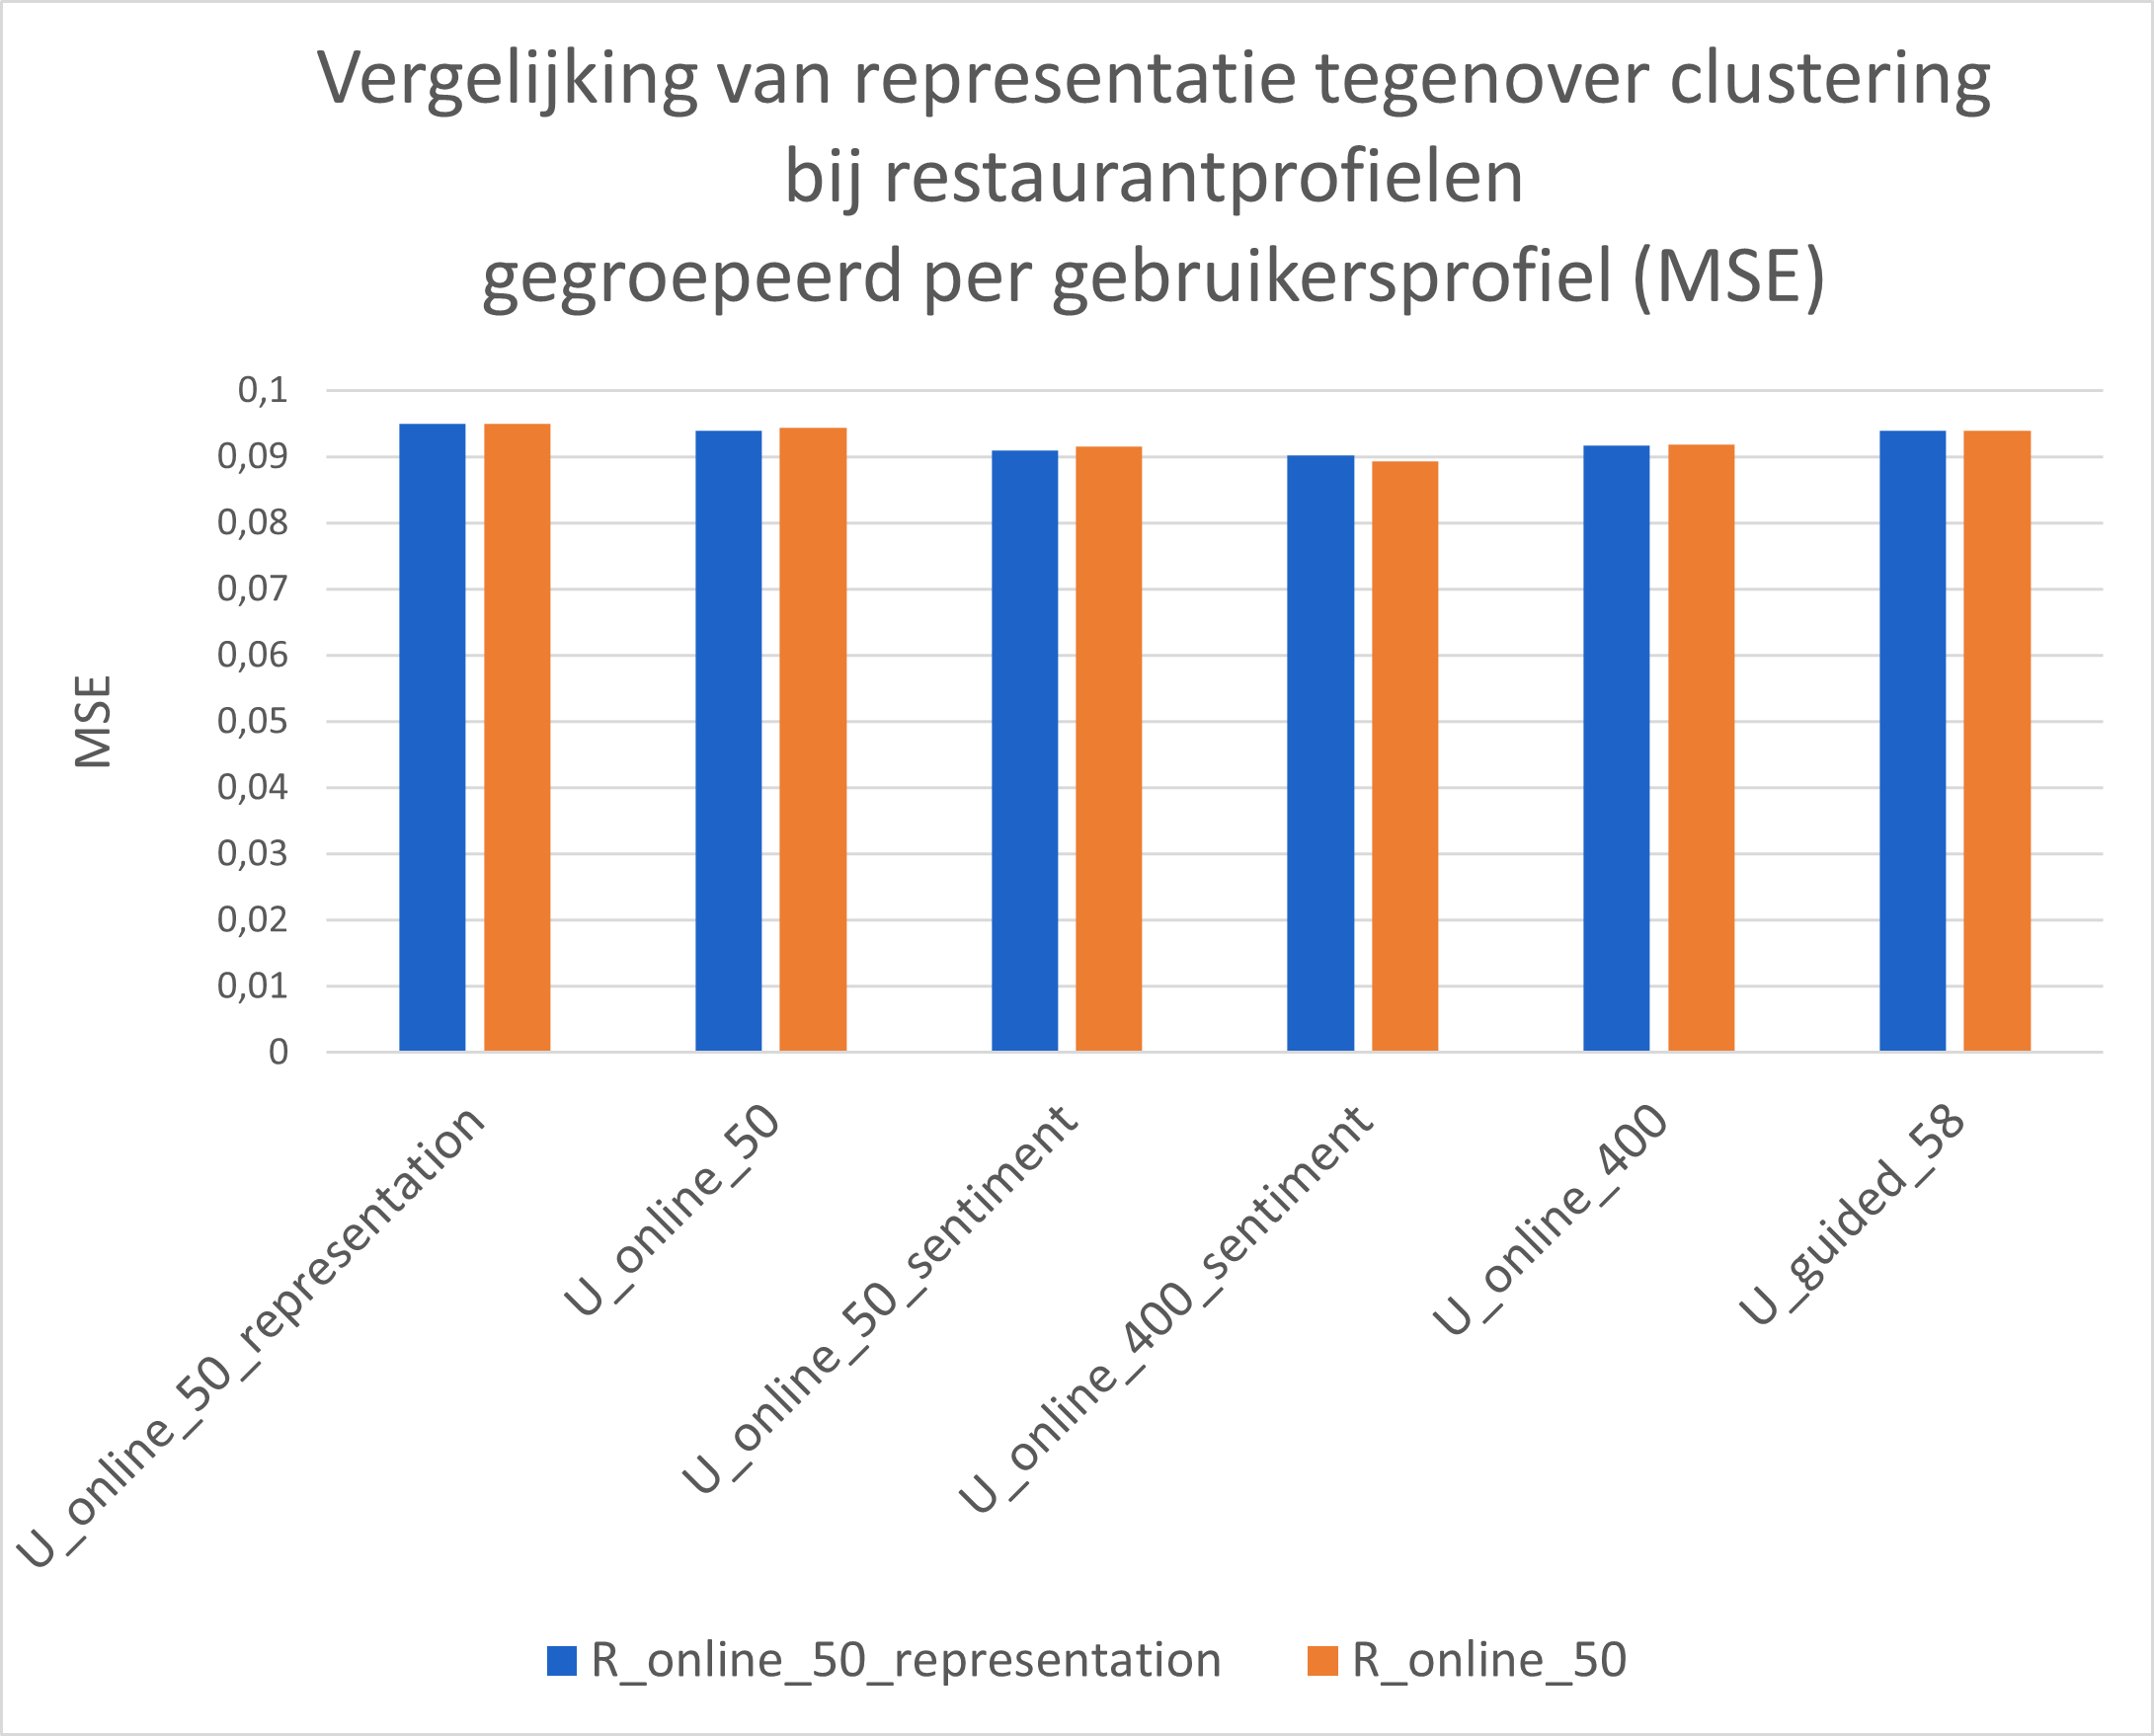 Vergelijking van representatie tegenover clustering
bij restaurantprofielen
gegroepeerd per gebruikersprofiel (MSE)
0,1
0,09
0,08
0,07
0,06
0,05
0,04
0,03
0,02
0,01
0
MSE
U_online_50_representation
U_online_50
U_online_50_sentiment
U_online_400_sentiment
U_online_400
U_guided_58
R_online_50_representation
R_online_50